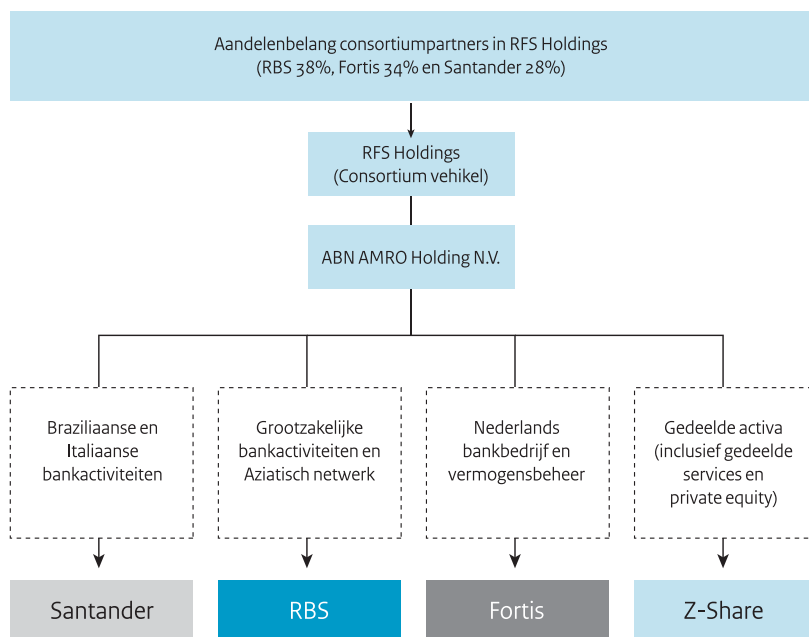 Aandelenbelang consortiumpartners in RFS Holdings
(RBS 38%, Fortis 34% en Santander 28%)
RFS Holdings
(Consortium vehikel)
ABN AMRO Holding N.V.
Braziliaanse en
Italiaanse
bankactiviteiten
Grootzakelijke
bankactiviteiten en
Aziatisch netwerk
Nederlands
bankbedrijf en
vermogensbeheer
Gedeelde activa
(inclusief gedeelde
services en
private equity)
Santander
RBS
Fortis
Z-Share